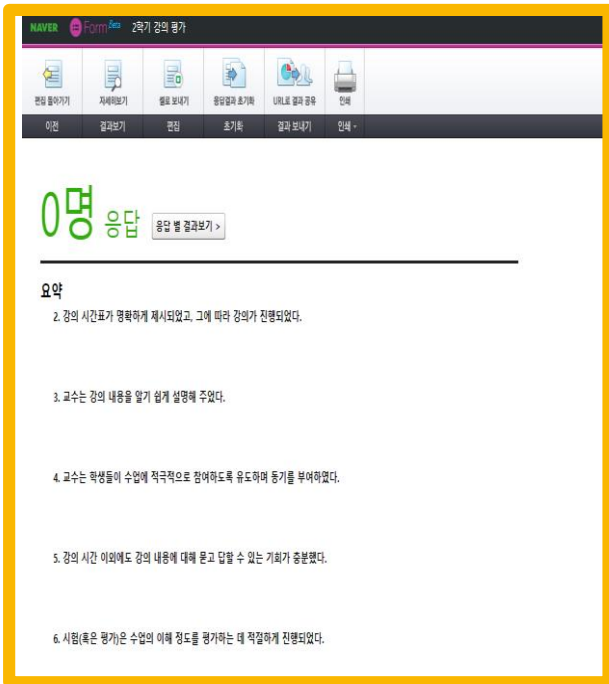 NAVER Form Beta 2학기 강의 평가
편집 돌아가기 자세히보기 셀로 보내기 응답결과 초기화 URL로 결과 공유 인쇄
이전 결과보기 편집 초기화 결과 보내기 인쇄
0명 응답 응답 별 결과보기 >
요약
2. 강의 시간표가 명확하게 제시되었고, 그에 따라 강의가 진행되었다.
3. 교수는 강의 내용을 알기 쉽게 설명해 주었다.
4. 교수는 학생들이 수업에 적극적으로 참여하도록 유도하며 동기를 부여하였다.
5. 강의 시간 이외에도 강의 내용에 대해 묻고 답할 수 있는 기회가 충분했다.
6. 시험(혹은 평가)은 수업의 이해 정도를 평가하는 데 적절하게 진행되었다.